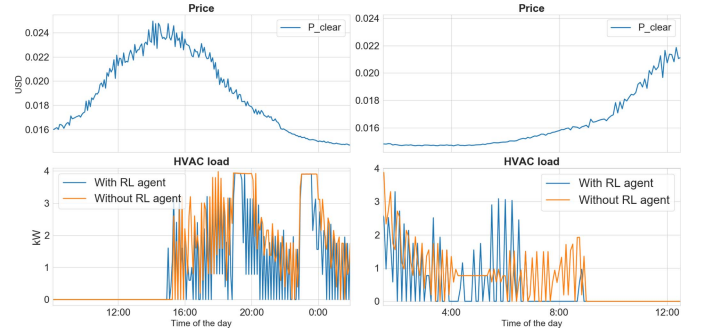 Price
0.024
0.022
0.020
0.018
0.016
USD
P_clear
HVAC load
4
3
2
1
0
kW
With RL agent
Without RL agent
12:00
16:00
20:00
0:00
Time of the day
Price
0.024
0.022
0.020
0.018
0.016
P_clear
HVAC load
4
3
2
1
0
With RL agent
Without RL agent
4:00
8:00
12:00
Time of the day